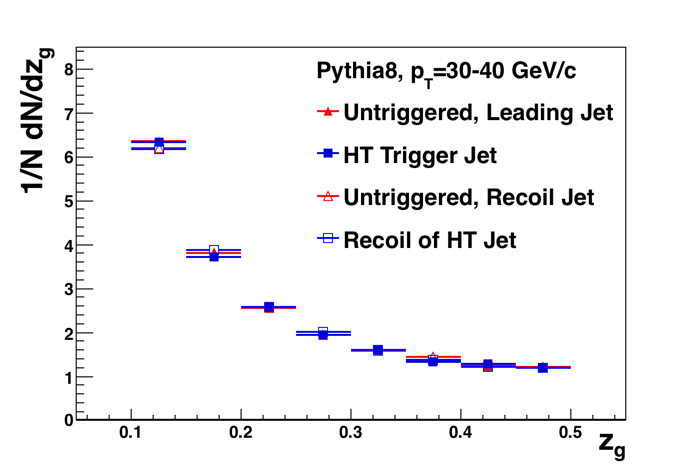 1/N dN/dz_g
8
7
6
5
4
3
2
1
0
Pythia8, p_T=30-40 GeV/c
Untriggered, Leading Jet
HT Trigger Jet
Untriggered, Recoil Jet
Recoil of HT Jet
0.1 0.2 0.3 0.4 0.5
z_g